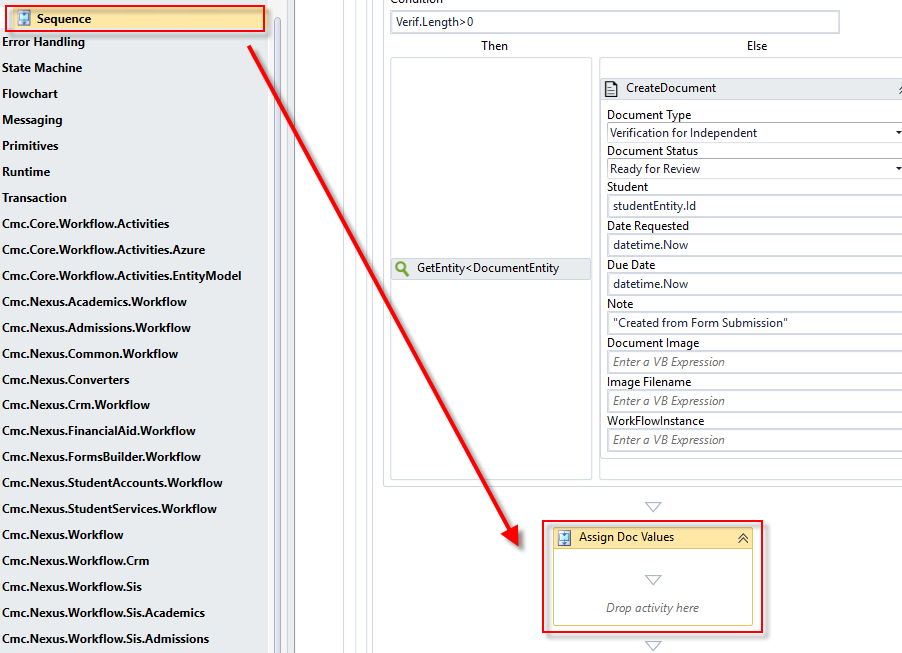 Sequence
Error Handling
State Machine
Flowchart
Messaging
Primitives
Runtime
Transaction
Cmc.Core.Workflow.Activities
Cmc.Core.Workflow.Activities.Azure
Cmc.Core.Workflow.Activities.EntityModel
Cmc.Nexus.Academics.Workflow
Cmc.Nexus.Admissions.Workflow
Cmc.Nexus.Common.Workflow
Cmc.Nexus.Converters
Cmc.Nexus.Crm.Workflow
Cmc.Nexus.FinancialAid.Workflow
Cmc.Nexus.FormsBuilder.Workflow
Cmc.Nexus.StudentAccounts.Workflow
Cmc.Nexus.StudentServices.Workflow
Cmc.Nexus.Workflow
Cmc.Nexus.Workflow.Crm
Cmc.Nexus.Workflow.Sis
Cmc.Nexus.Workflow.Sis.Academics
Cmc.Nexus.Workflow.Sis.Admissions
Condition
Verif.Length>0
Then
Else
GetEntity<DocumentEntity
CreateDocument
Document Type
Verification for Independent
Document Status
Ready for Review
Student
studentEntity.Id
Date Requested
datetime.Now
Due Date
datetime.Now
Note
"Created from Form Submission"
Document Image
Enter a VB Expression
Image Filename
Enter a VB Expression
WorkFlowInstance
Enter a VB Expression
Assign Doc Values
Drop activity here